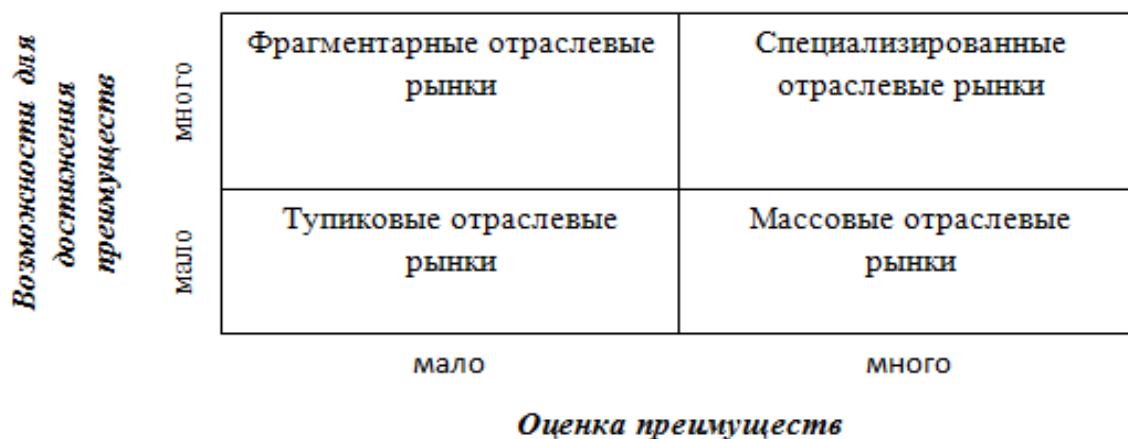 Возможности для
достижения
преимуществ
много
Фрагментарные отраслевые
рынки
Специализированные
отраслевые рынки
мало
Тупиковые отраслевые
рынки
Массовые отраслевые
рынки
мало
много
Оценка преимуществ